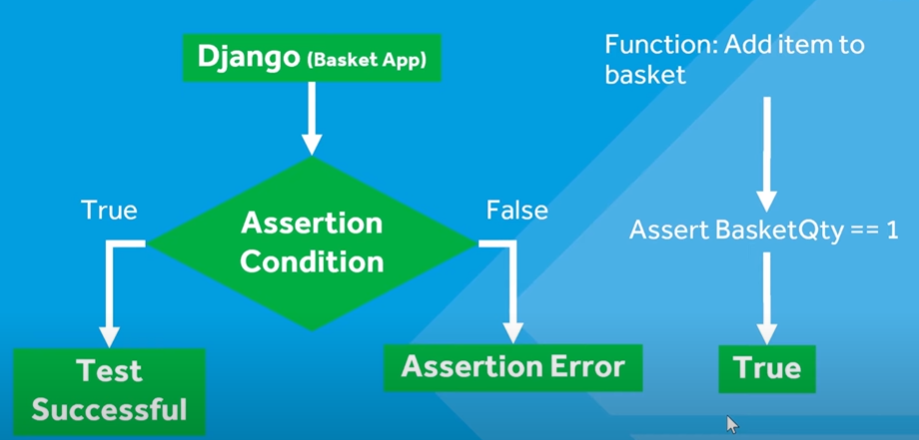 Django (Basket App)
True
Assertion
Condition
False
Test
Successful
Assertion Error
Function: Add item to
basket
Assert BasketQty == 1
True